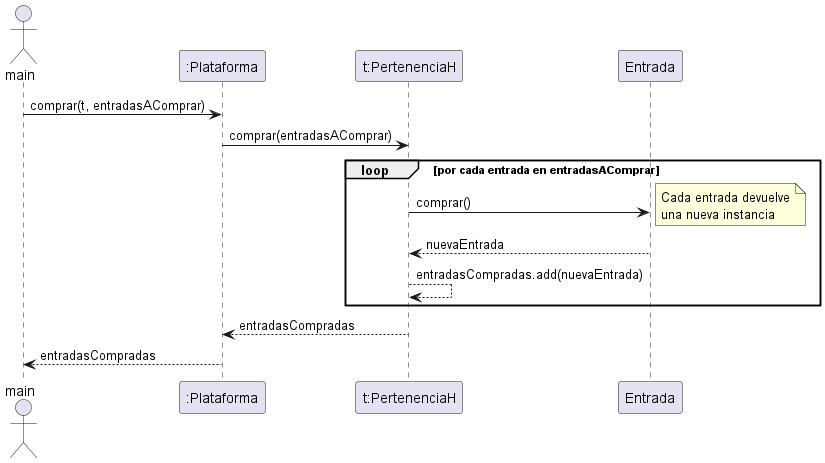 main
:Plataforma
t:PertenenciaH
Entrada
comprar(t, entradasAComprar)
comprar(entradasAComprar)
loop
[por cada entrada en entradasAComprar]
comprar()
Cada entrada devuelve
una nueva instancia
nuevaEntrada
entradasCompradas.add(nuevaEntrada)
entradasCompradas
entradasCompradas
main
:Plataforma
t:PertenenciaH
Entrada